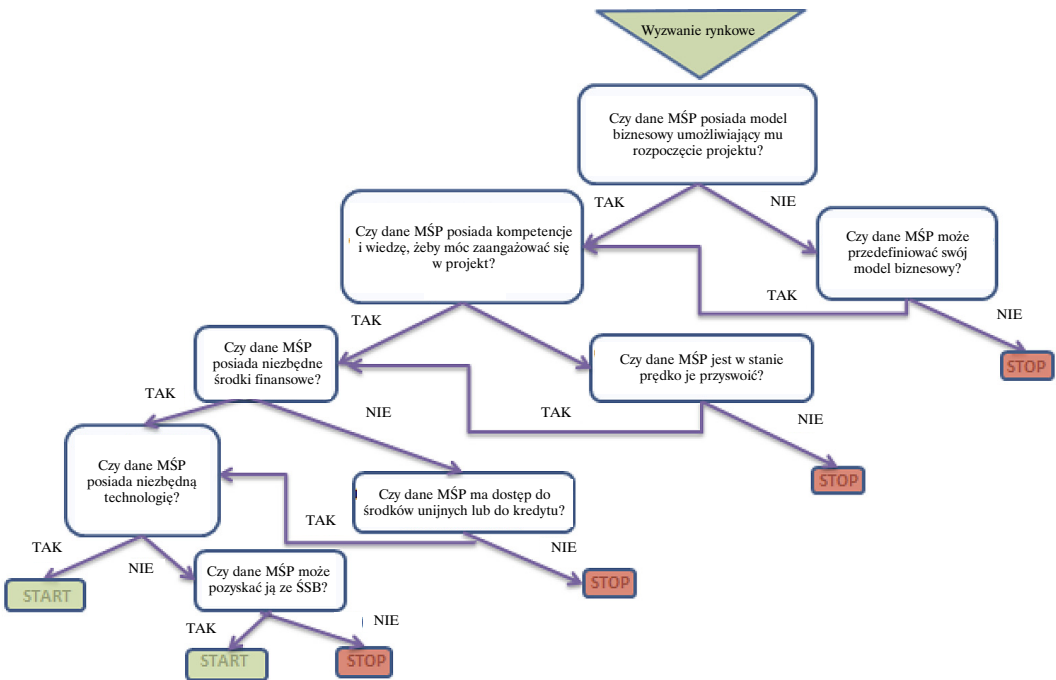 Wyzwanie rynkowe
Czy dane MŚP posiada model
biznesowy umożliwiający mu
rozpoczęcie projektu?
TAK
NIE
Czy dane MŚP posiada kompetencje
i wiedzę, żeby móc zaangażować się
w projekt?
Czy dane MŚP może
przedefiniować swój
model biznesowy?
TAK
NIE
TAK
Czy dane MŚP
posiada niezbędne
środki finansowe?
Czy dane MŚP jest w stanie
prędko je przyswoić?
STOP
TAK
NIE
TAK
NIE
Czy dane MŚP
posiada niezbędną
technologię?
Czy dane MŚP ma dostęp do
środków unijnych lub do kredytu?
STOP
TAK
NIE
TAK
NIE
Czy dane MŚP może
pozyskać ją ze ŚSB?
STOP
START
TAK
NIE
START
STOP